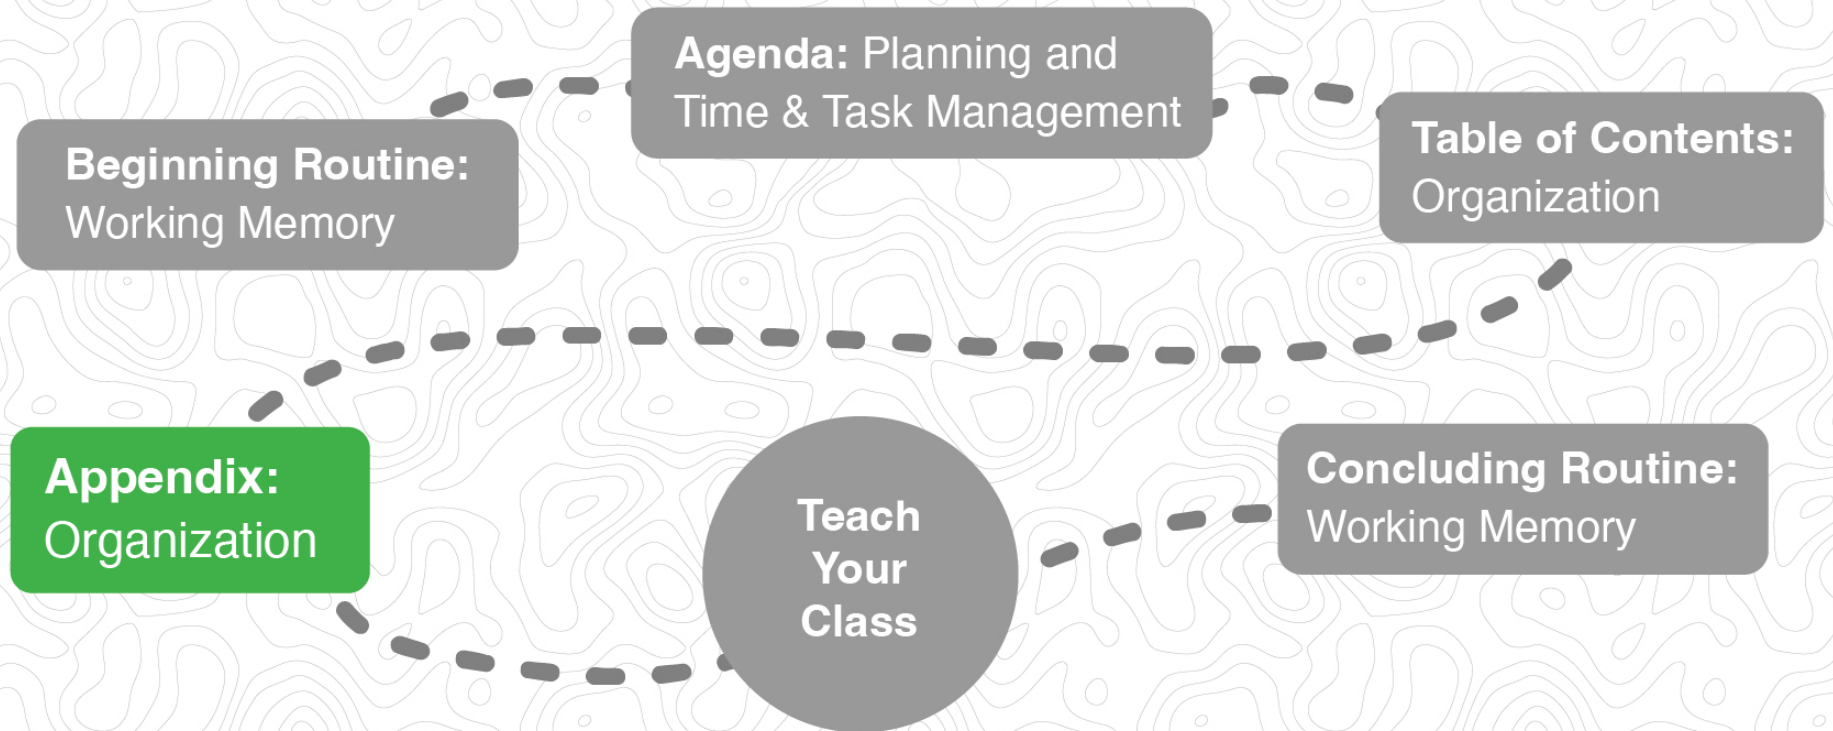 Beginning Routine:
Working Memory
Agenda: Planning and
Time & Task Management
Table of Contents:
Organization
Appendix:
Organization
Teach
Your
Class
Concluding Routine:
Working Memory